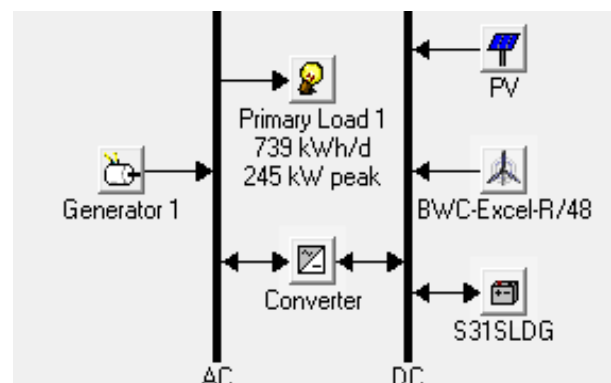 PV
Primary Load 1
739 kWh/d
245 kW peak
Generator 1
BWC-Excel-R/48
Converter
S31SLDG
AC
DC